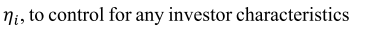 ηᵢ, to control for any investor characteristics